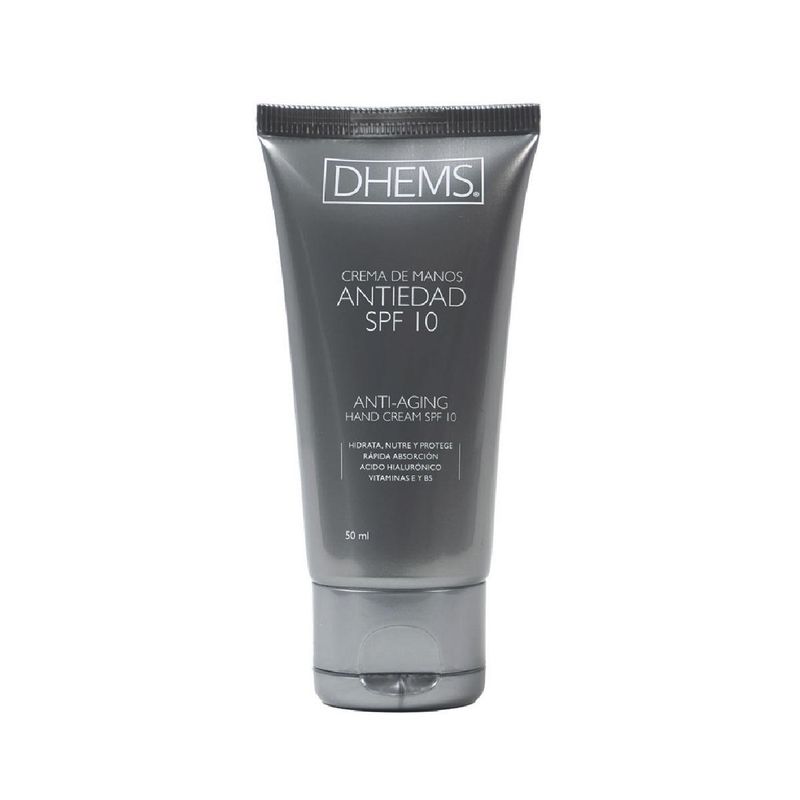 DHEMS®
CREMA DE MANOS
ANTIEDAD
SPF 10
ANTI-AGING
HAND CREAM SPF 10
HIDRATA, NUTRE Y PROTEGE
RÁPIDA ABSORCIÓN
ÁCIDO HIALURÓNICO
VITAMINAS E Y B5
50 ml